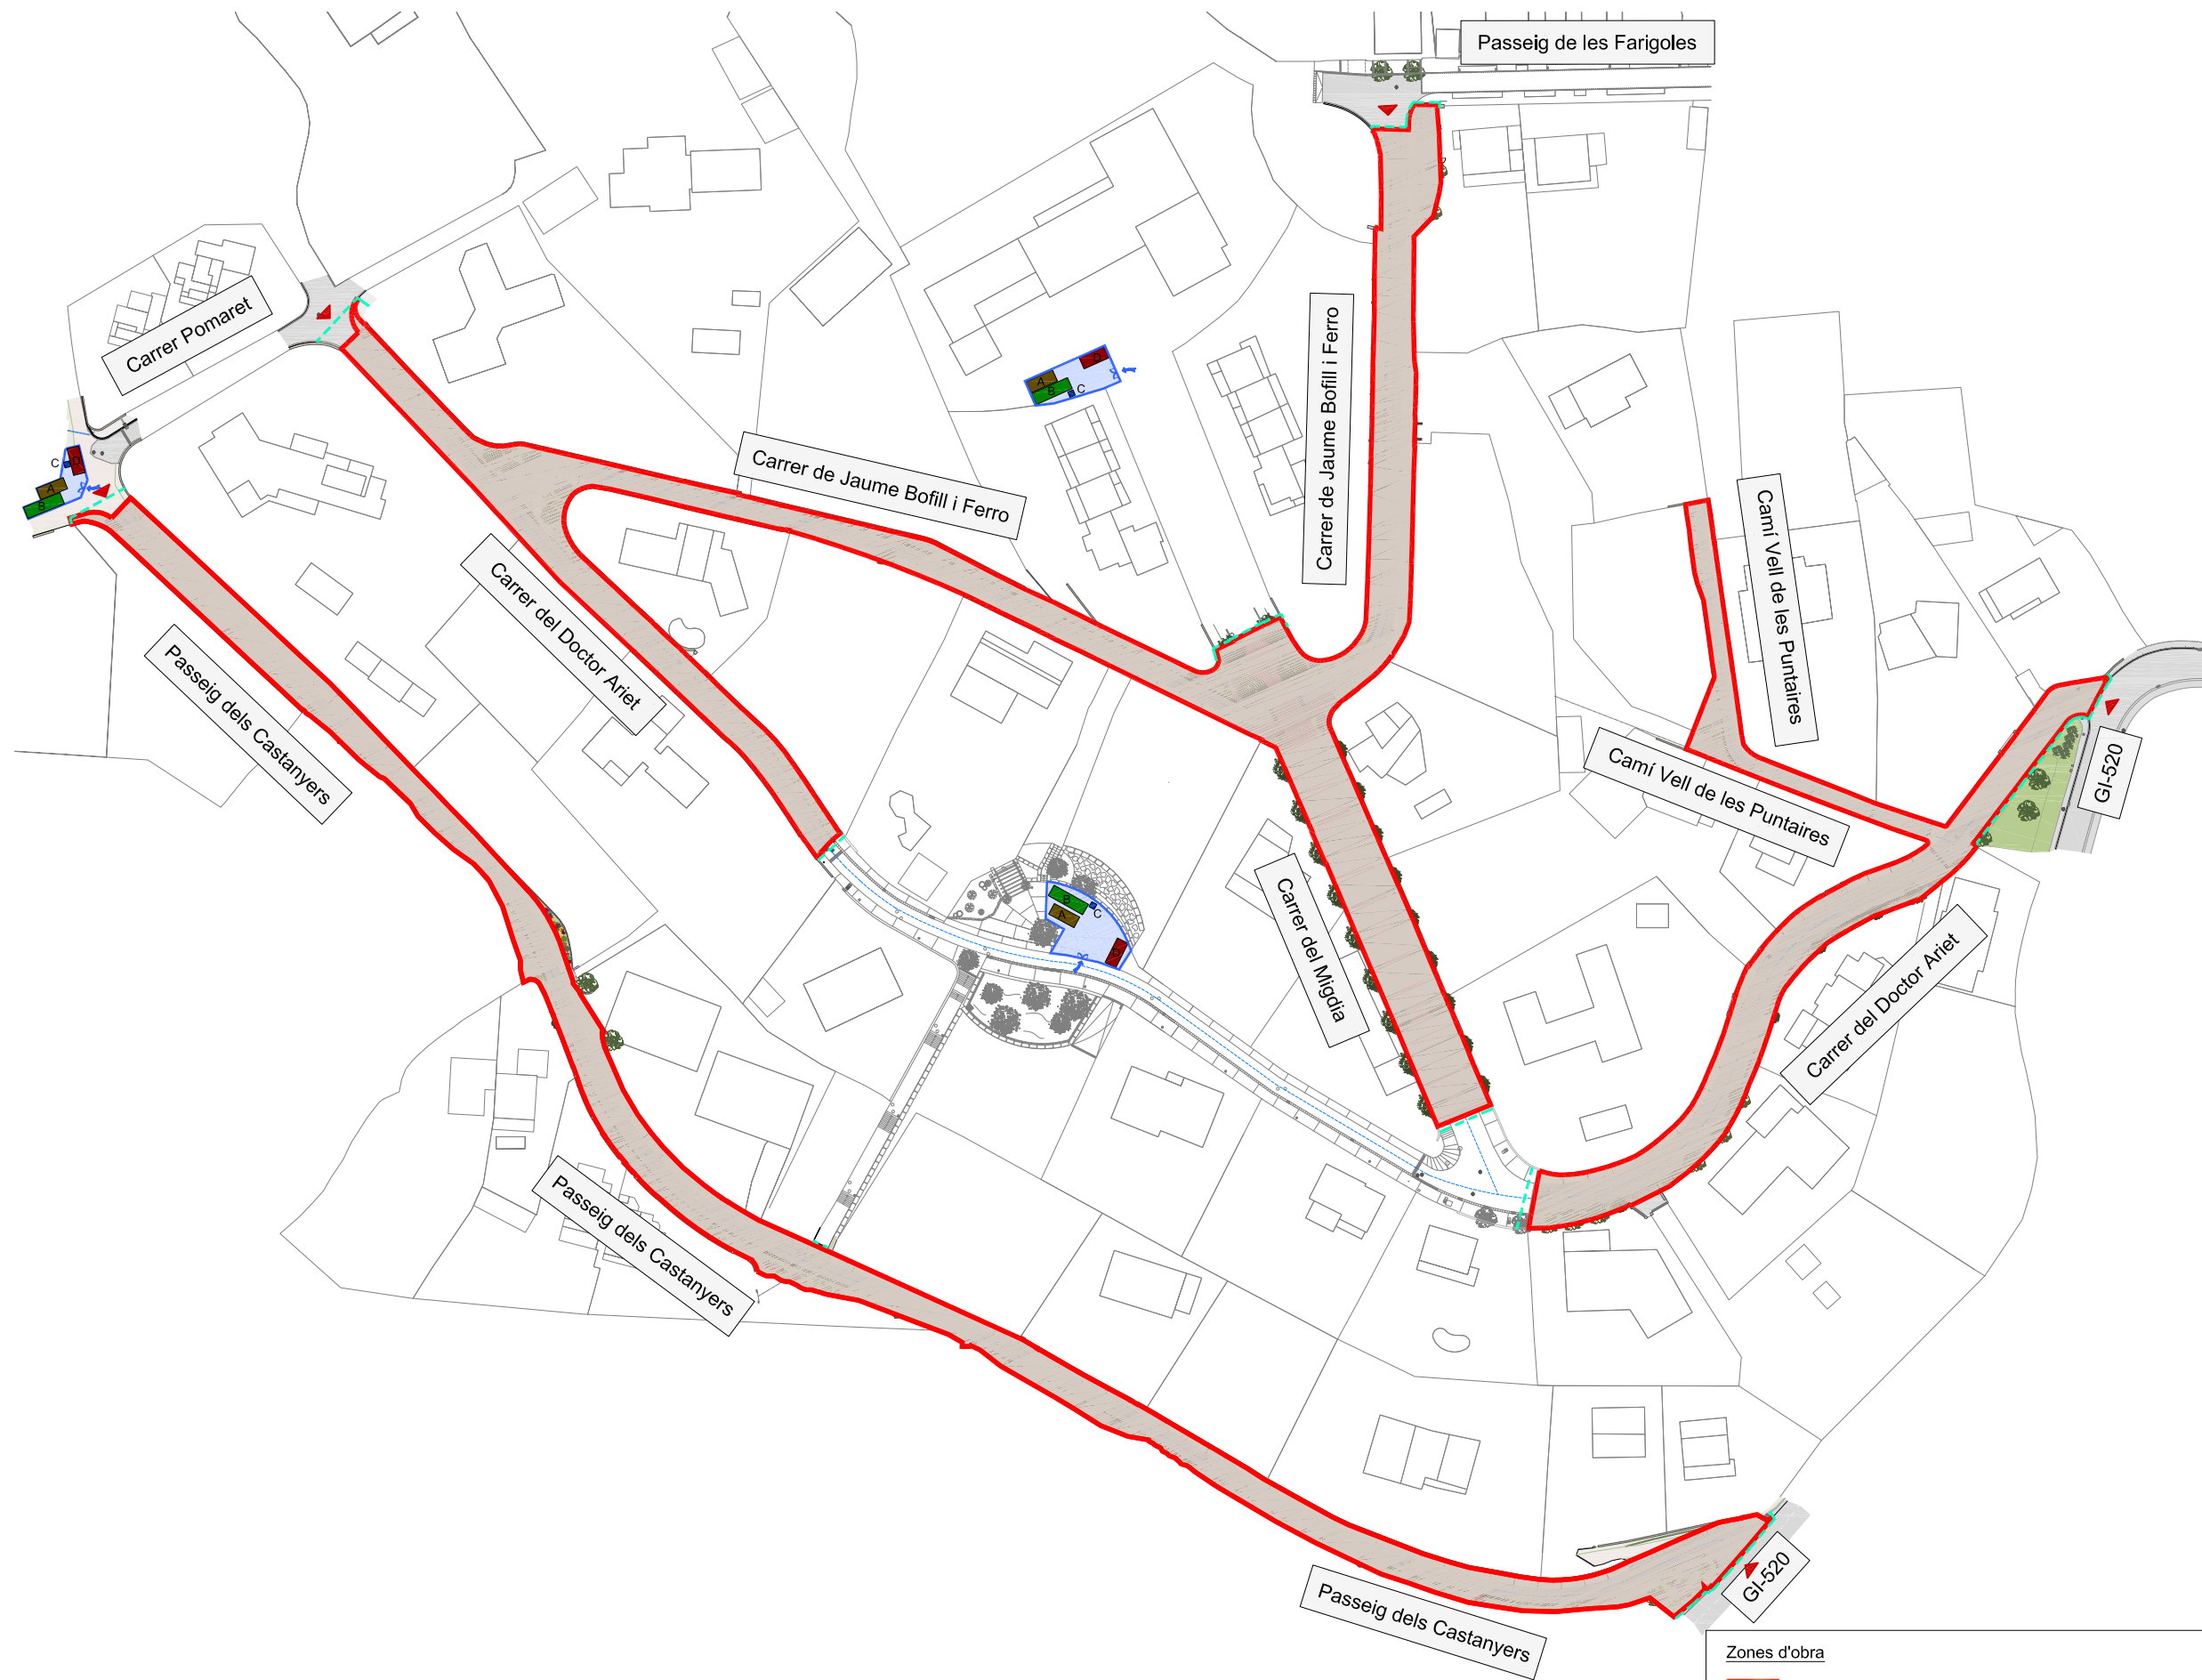 Passeig de les Farigoles
Carrer Pomaret
Carrer de Jaume Bofill i Ferro
Carrer de Jaume Bofill i Ferro
D
A
B
C
C
D
A
B
Camí Vell de les Puntaires
Carrer del Doctor Ariet
Passeig dels Castanyers
Camí Vell de les Puntaires
GI-520
B
A
C
D
Carrer del Migdia
Carrer del Doctor Ariet
Passeig dels Castanyers
GI-520
Passeig dels Castanyers
Zones d'obra